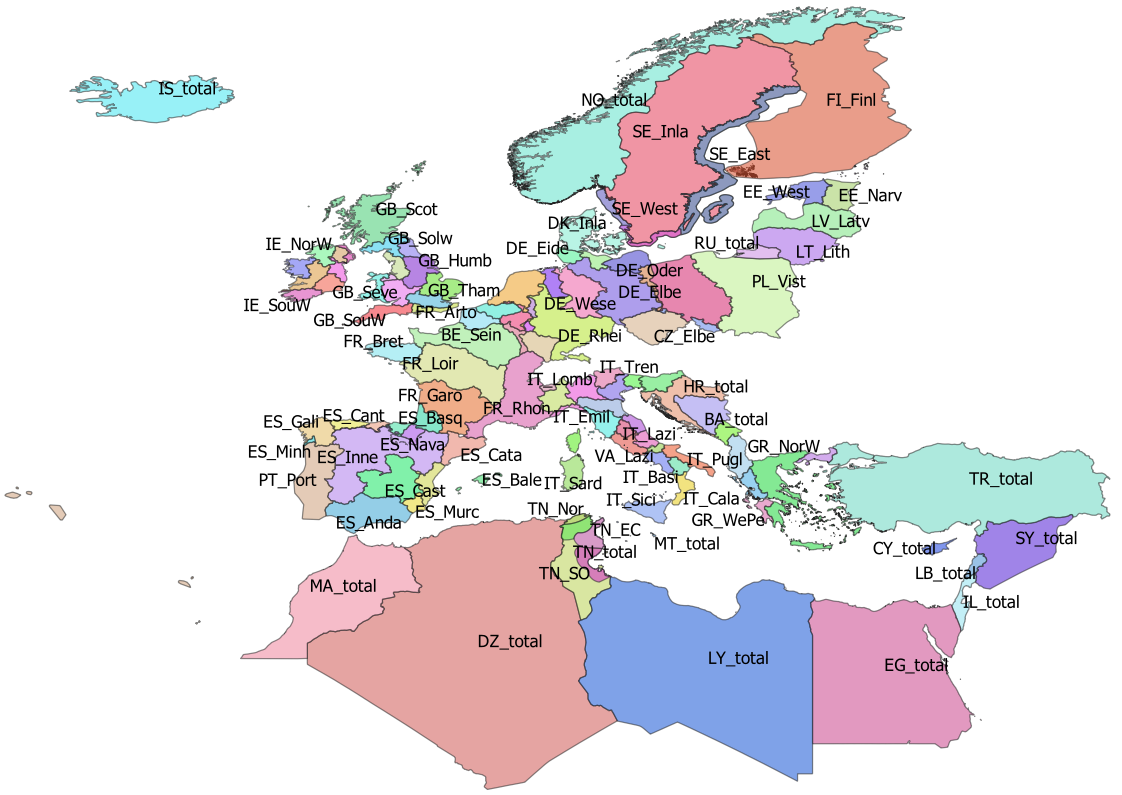 IS_total
NO_total
FI_Finl
SE_Inla
SE_East
EE_West
EE_Narv
GB_Scot
SE_West
DK_Inla
LV_Latv
GB_Solw
IE_NorW
RU_total
DE_Eide
LT_Lith
GB_Humb
DE_Oder
PL_Vist
GB_Seve
GB_Tham
DE_Elbe
IE_SouW
DE_Wese
GB_SouW
FR_Arto
BE_Sein
DE_Rhei
CZ_Elbe
FR_Bret
FR_Loir
IT_Tren
IT_Lomb
HR_total
FR_Garo
FR_Rhon
ES_Cant
ES_Basq
IT_Emil
BA_total
ES_Gali
IT_Lazi
ES_Nava
GR_NorW
ES_Minh
ES_Inne
ES_Cata
VA_Lazi
IT_Pugl
PT_Port
ES_Bale
IT_Sard
IT_Basi
TR_total
ES_Cast
IT_Sici
IT_Cala
ES_Murc
TN_Nor
ES_Anda
GR_WePe
TN_EC
MT_total
SY_total
TN_total
CY_total
TN_SO
LB_total
MA_total
IL_total
DZ_total
LY_total
EG_total